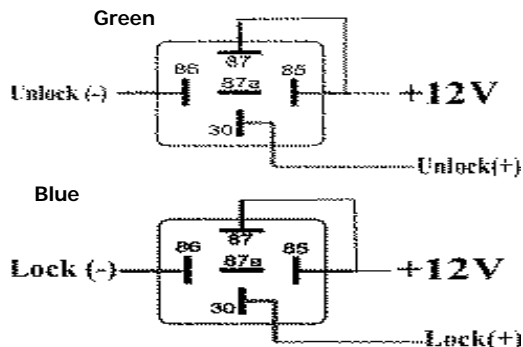 Green
87
86 87a 85
Unlock (-) +12V
30
Unlock(+)
Blue
87
86 87a 85
Lock (-) +12V
30
Lock(+)